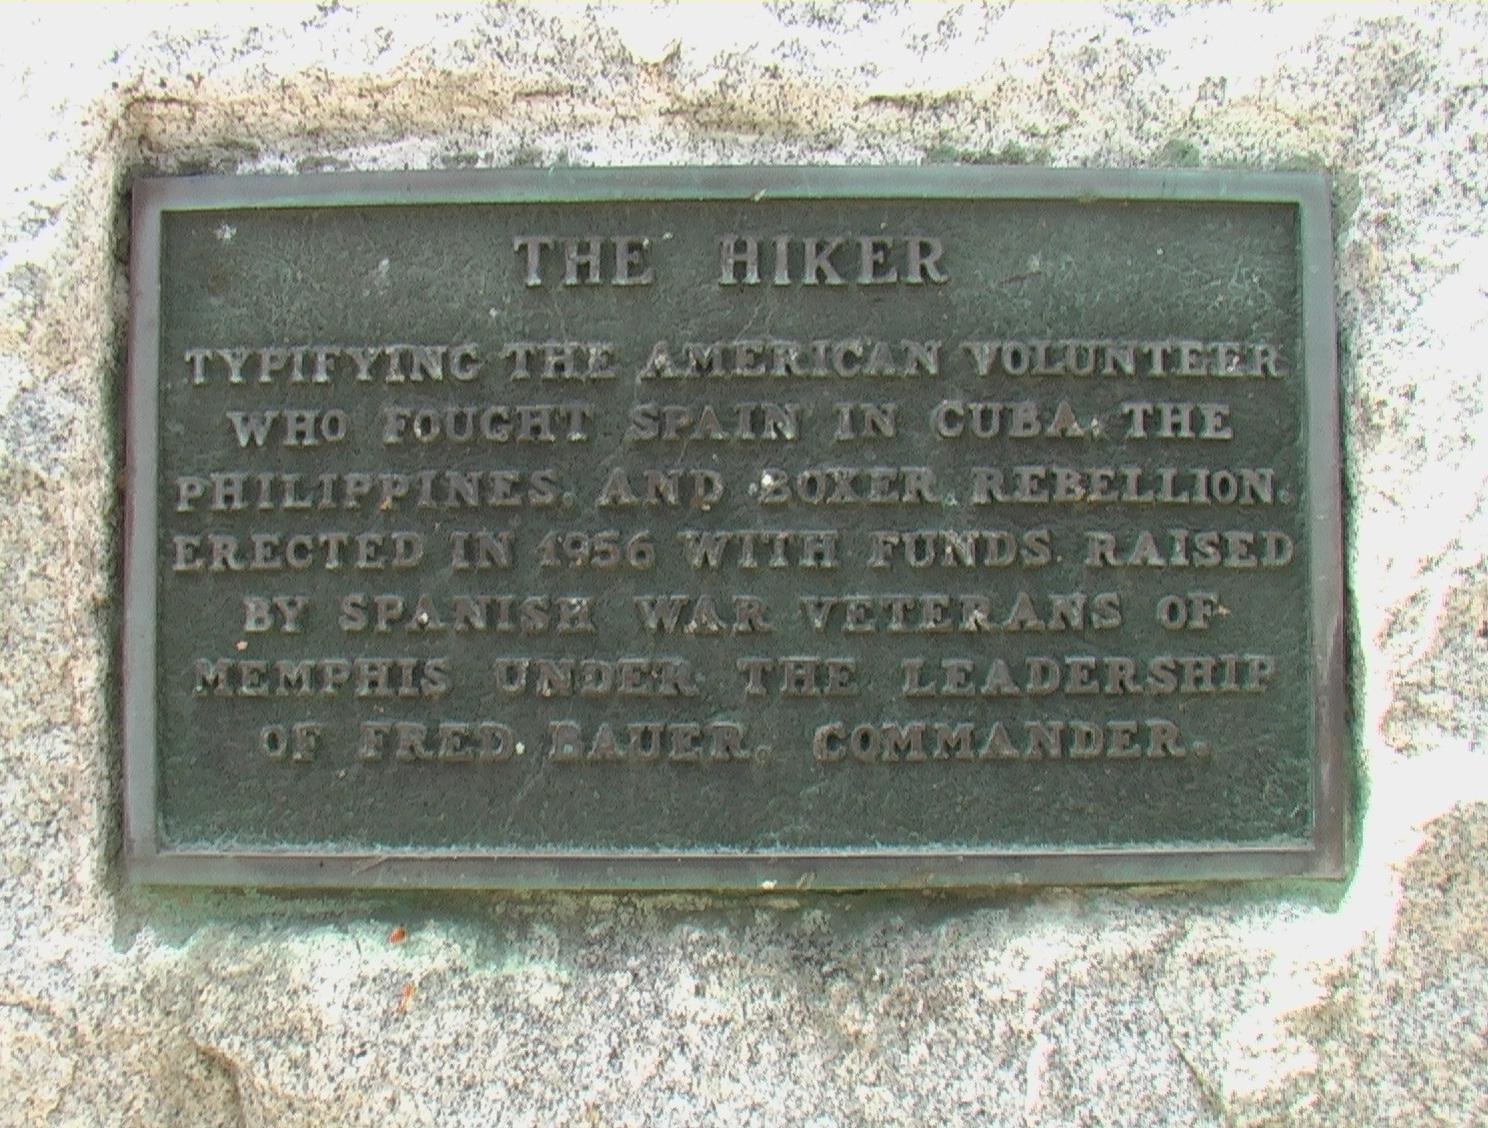 THE HIKER
TYPIFYING THE AMERICAN VOLUNTEER
WHO FOUGHT SPAIN IN CUBA, THE
PHILIPPINES, AND BOXER REBELLION.
ERECTED IN 1956 WITH FUNDS RAISED
BY SPANISH WAR VETERANS OF
MEMPHIS UNDER THE LEADERSHIP
OF FRED BAUER, COMMANDER.